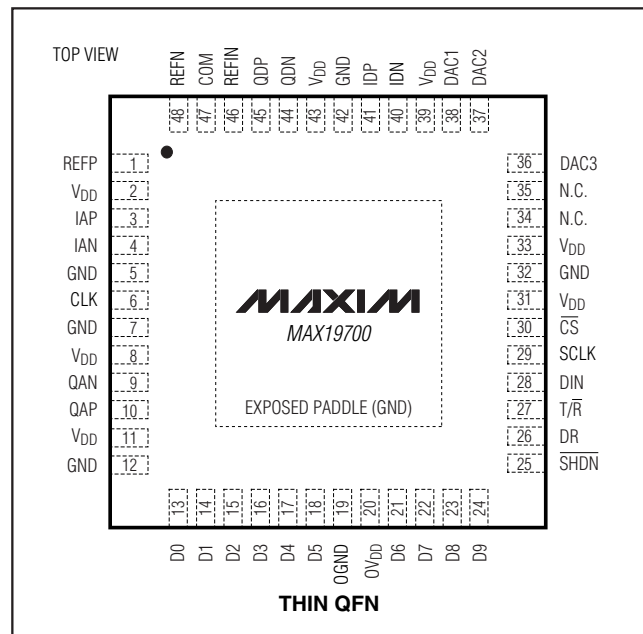 TOP VIEW
REFN COM REFIN QDP QDN VDD GND IDP IDN VDD DAC1 DAC2
48 47 46 45 44 43 42 41 40 39 38 37
REFP 1
VDD 2
IAP 3
IAN 4
GND 5
CLK 6
GND 7
VDD 8
QAN 9
QAP 10
VDD 11
GND 12
36 DAC3
35 N.C.
34 N.C.
33 VDD
32 GND
31 VDD
30 C̅S̅
29 SCLK
28 DIN
27 T/R̅
26 DR
25 S̅H̅D̅N̅
MAXIM
MAX19700
EXPOSED PADDLE (GND)
13 14 15 16 17 18 19 20 21 22 23 24
D0 D1 D2 D3 D4 D5 OGND OVDD D6 D7 D8 D9
THIN QFN